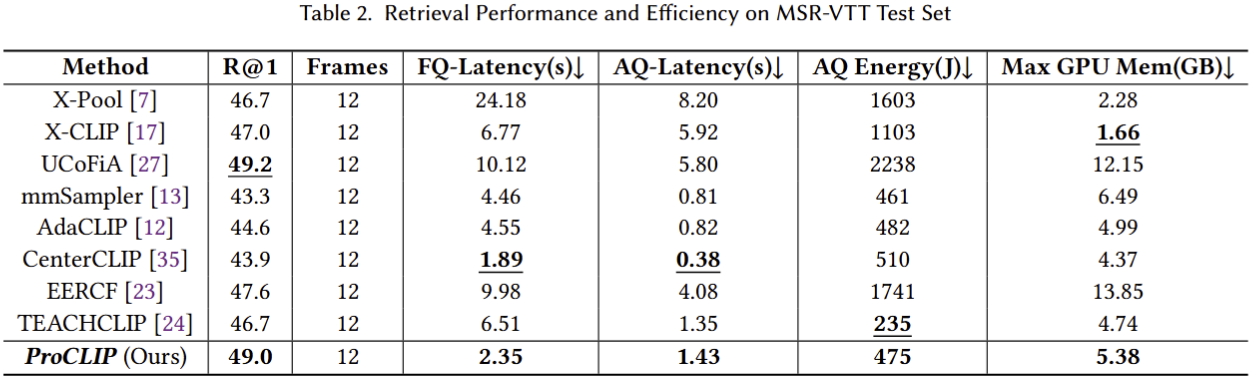 Table 2. Retrieval Performance and Efficiency on MSR-VTT Test Set
Method R@1 Frames FQ-Latency(s)↓ AQ-Latency(s)↓ AQ Energy(J)↓ Max GPU Mem(GB)↓
X-Pool [7] 46.7 12 24.18 8.20 1603 2.28
X-CLIP [17] 47.0 12 6.77 5.92 1103 1.66
UCoFiA [27] 49.2 12 10.12 5.80 2238 12.15
mmSampler [13] 43.3 12 4.46 0.81 461 6.49
AdaCLIP [12] 44.6 12 4.55 0.82 482 4.99
CenterCLIP [35] 43.9 12 1.89 0.38 510 4.37
EERCF [23] 47.6 12 9.98 4.08 1741 13.85
TEACHCLIP [24] 46.7 12 6.51 1.35 235 4.74
ProCLIP (Ours) 49.0 12 2.35 1.43 475 5.38